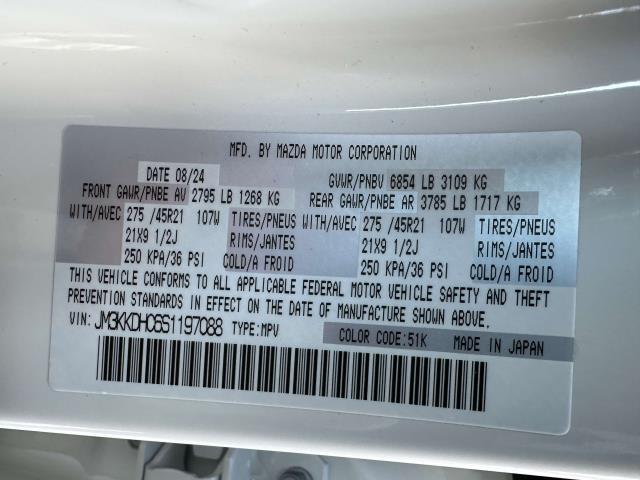 MFD. BY MAZDA MOTOR CORPORATION
DATE 08/24 GVWR/PNBV 6854 LB 3109 KG
FRONT GAWR/PNBE AV 2795 LB 1268 KG REAR GAWR/PNBE AR 3785 LB 1717 KG
WITH/AVEC 275 /45R21 107W TIRES/PNEUS WITH/AVEC 275 /45R21 107W TIRES/PNEUS
21X9 1/2J RIMS/JANTES 21X9 1/2J RIMS/JANTES
250 KPA/36 PSI COLD/A FROID 250 KPA/36 PSI COLD/A FROID
THIS VEHICLE CONFORMS TO ALL APPLICABLE FEDERAL MOTOR VEHICLE SAFETY AND THEFT
PREVENTION STANDARDS IN EFFECT ON THE DATE OF MANUFACTURE SHOWN ABOVE.
VIN: JM3KKDHC6S1197088 TYPE:MPV COLOR CODE:51K MADE IN JAPAN